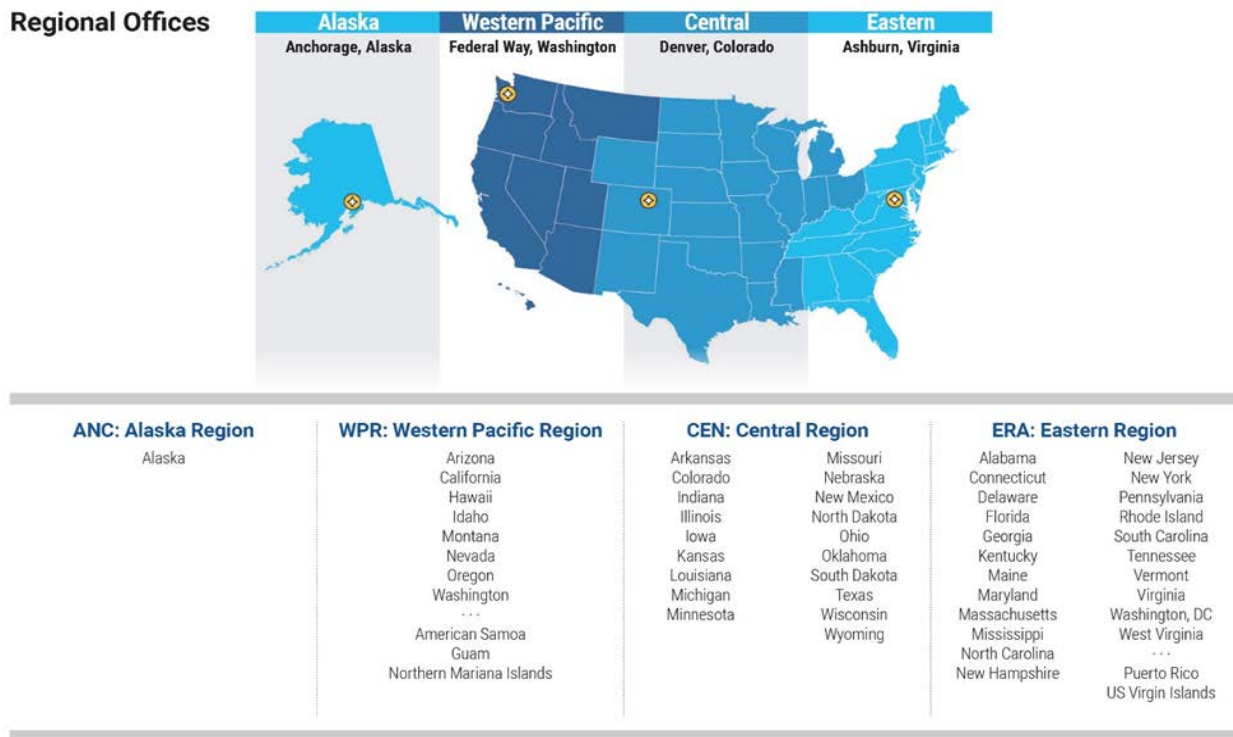 Regional Offices
Alaska
Anchorage, Alaska
Western Pacific
Federal Way, Washington
Central
Denver, Colorado
Eastern
Ashburn, Virginia
ANC: Alaska Region
Alaska
WPR: Western Pacific Region
Arizona
California
Hawaii
Idaho
Montana
Nevada
Oregon
Washington
...
American Samoa
Guam
Northern Mariana Islands
CEN: Central Region
Arkansas
Colorado
Indiana
Illinois
Iowa
Kansas
Louisiana
Michigan
Minnesota
Missouri
Nebraska
New Mexico
North Dakota
Ohio
Oklahoma
South Dakota
Texas
Wisconsin
Wyoming
ERA: Eastern Region
Alabama
Connecticut
Delaware
Florida
Georgia
Kentucky
Maine
Maryland
Massachusetts
Mississippi
North Carolina
New Hampshire
New Jersey
New York
Pennsylvania
Rhode Island
South Carolina
Tennessee
Vermont
Virginia
Washington, DC
West Virginia
...
Puerto Rico
US Virgin Islands